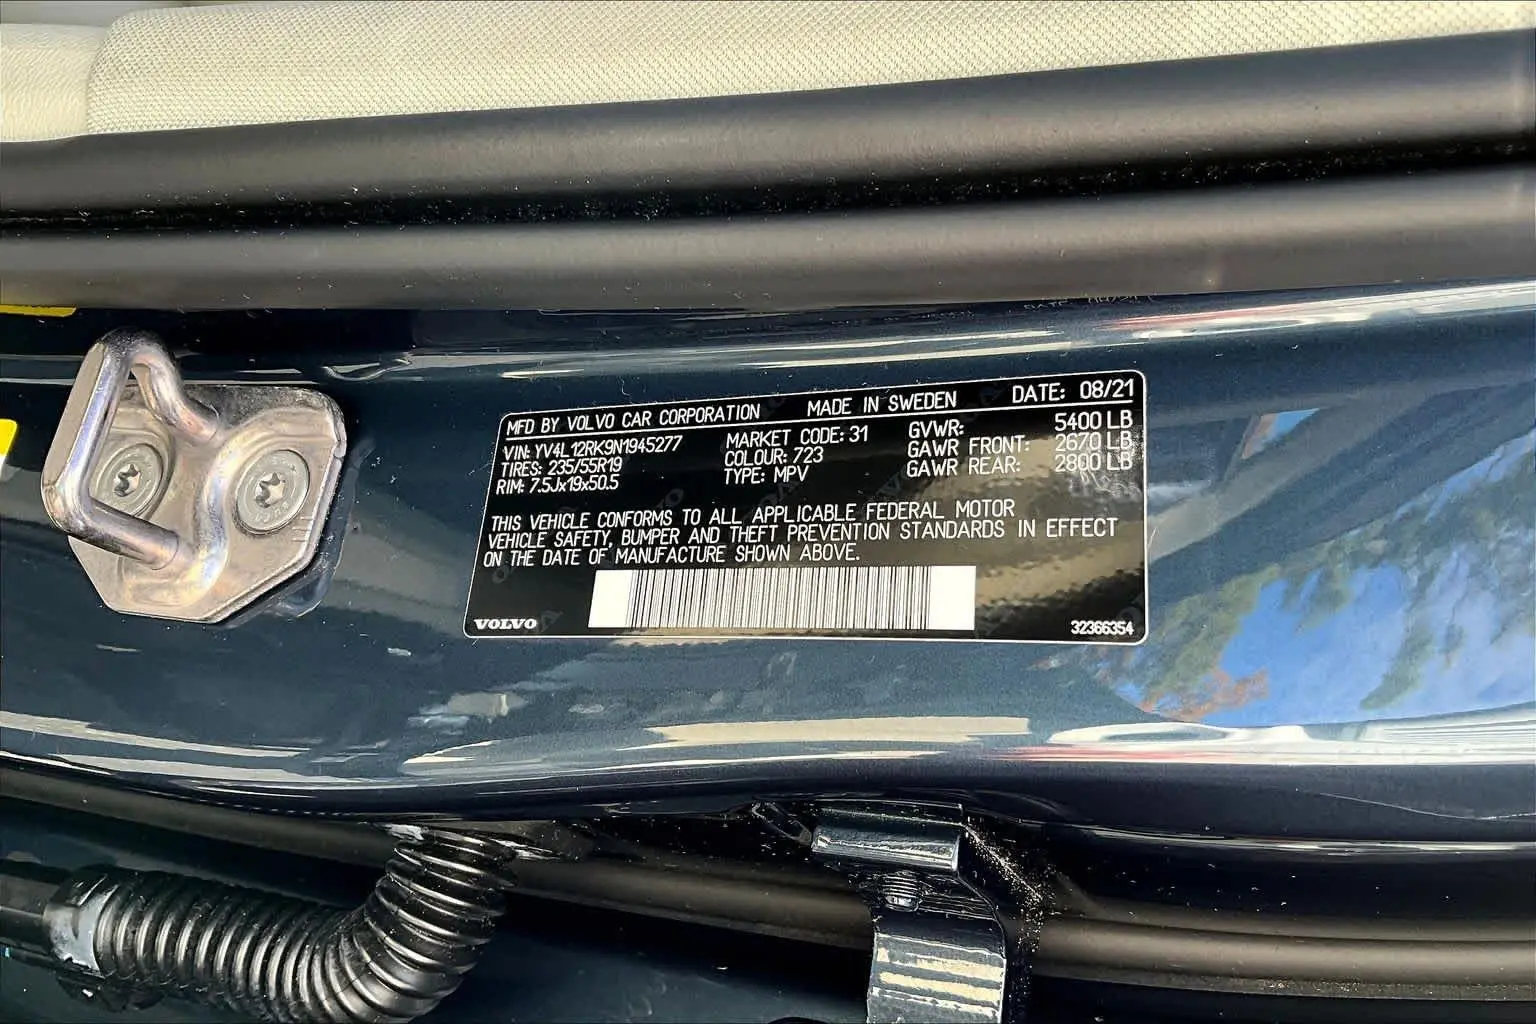 MFD BY VOLVO CAR CORPORATION MADE IN SWEDEN DATE: 08/21
VIN: YV4L12RK9N1945277 MARKET CODE: 31 GVWR: 5400 LB
TIRES: 235/55R19 COLOUR: 723 GAWR FRONT: 2670 LB
RIM: 7.5Jx19x50.5 TYPE: MPV GAWR REAR: 2800 LB
THIS VEHICLE CONFORMS TO ALL APPLICABLE FEDERAL MOTOR
VEHICLE SAFETY, BUMPER AND THEFT PREVENTION STANDARDS IN EFFECT
ON THE DATE OF MANUFACTURE SHOWN ABOVE.
VOLVO 32366354